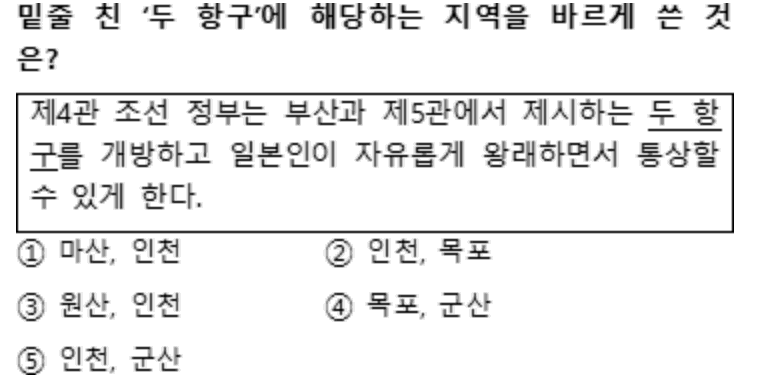 밑줄 친 ‘두 항구’에 해당하는 지역을 바르게 쓴 것
은?
제4관 조선 정부는 부산과 제5관에서 제시하는 두 항
구를 개방하고 일본인이 자유롭게 왕래하면서 통상할
수 있게 한다.
① 마산, 인천 ② 인천, 목포
③ 원산, 인천 ④ 목포, 군산
⑤ 인천, 군산